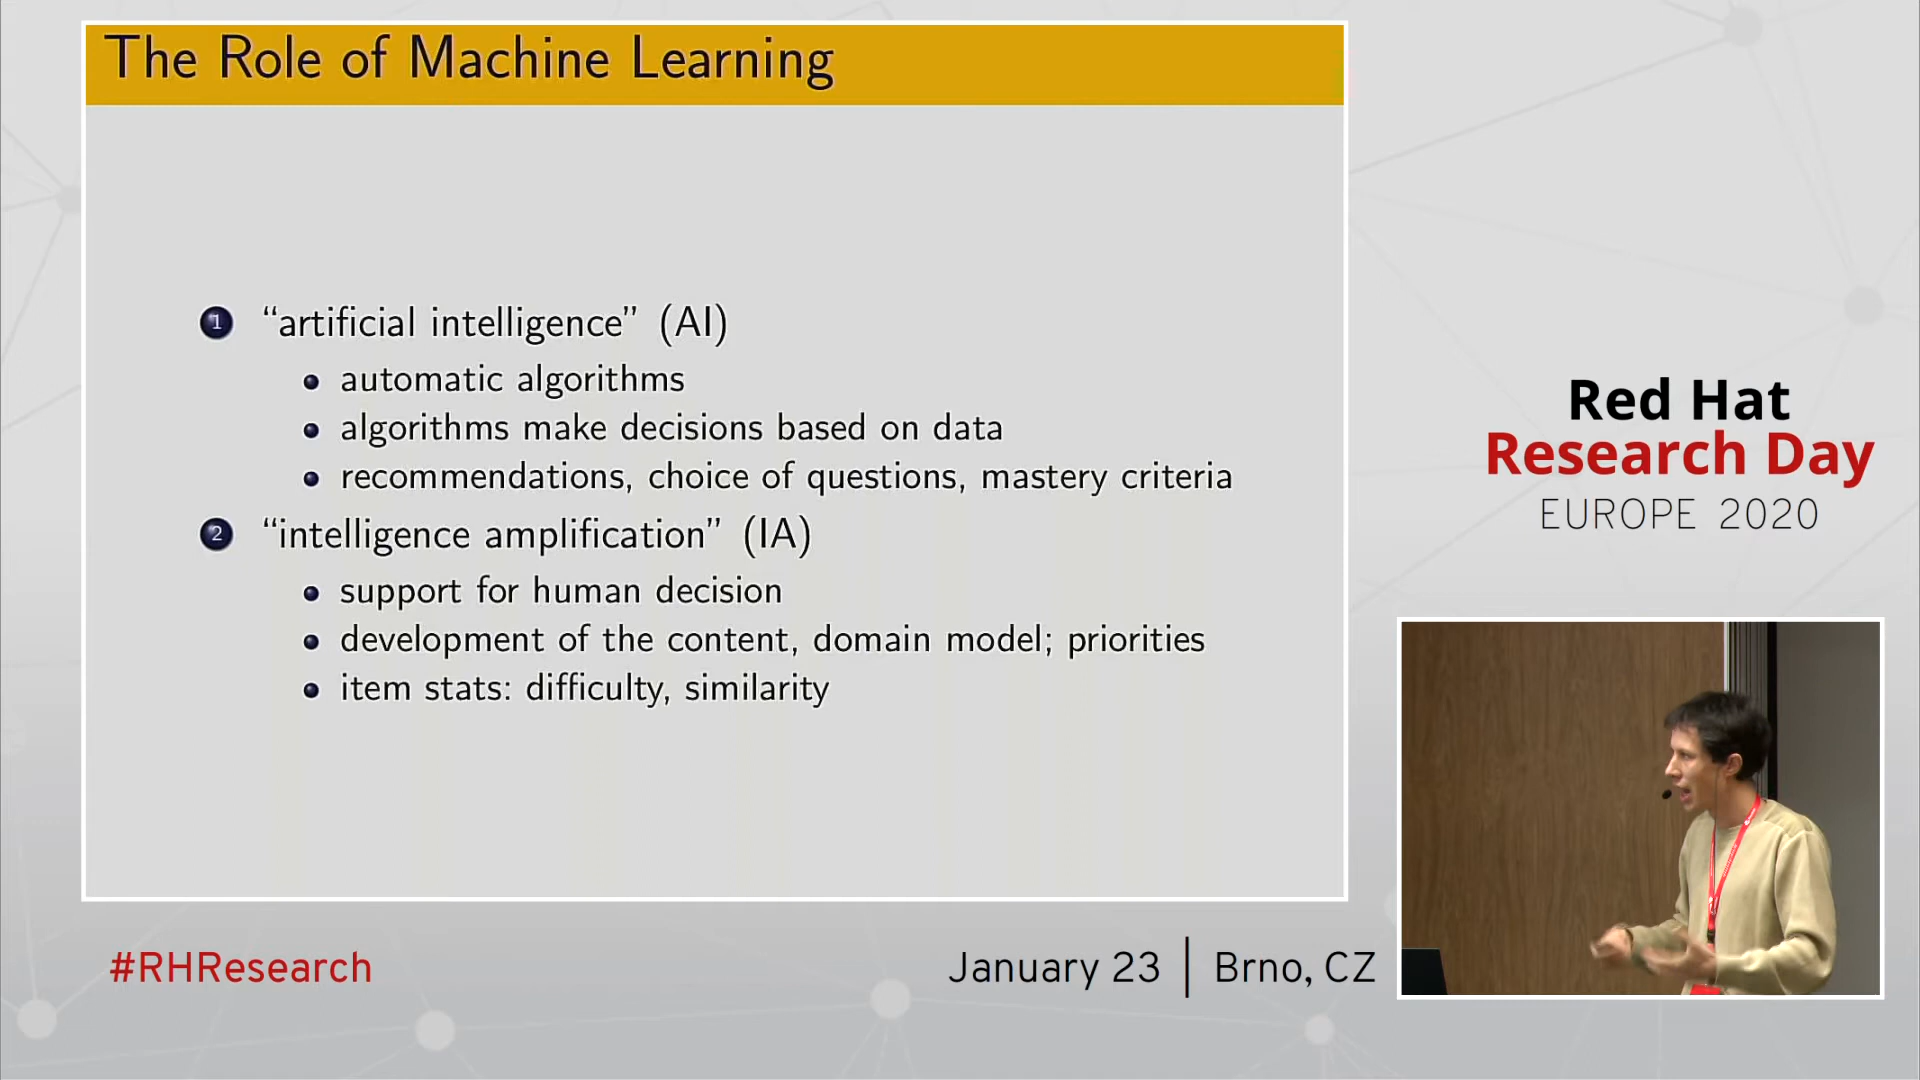 The Role of Machine Learning
1 “artificial intelligence” (AI)
automatic algorithms
algorithms make decisions based on data
recommendations, choice of questions, mastery criteria
2 “intelligence amplification” (IA)
support for human decision
development of the content, domain model; priorities
item stats: difficulty, similarity
Red Hat
Research Day
EUROPE 2020
#RHResearch
January 23 | Brno, CZ